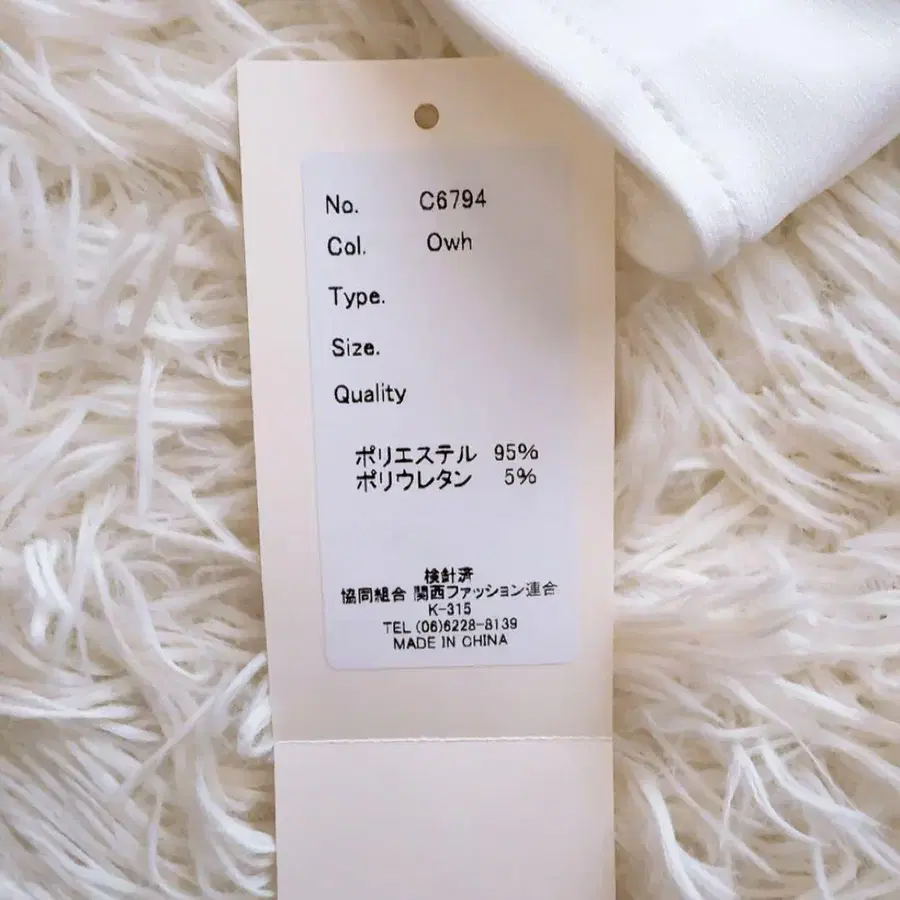 No. C6794
Col. Owh
Type.
Size.
Quality
ポリエステル 95%
ポリウレタン 5%
検針済
協同組合 関西ファッション連合
K-315
TEL (06)6228-8139
MADE IN CHINA